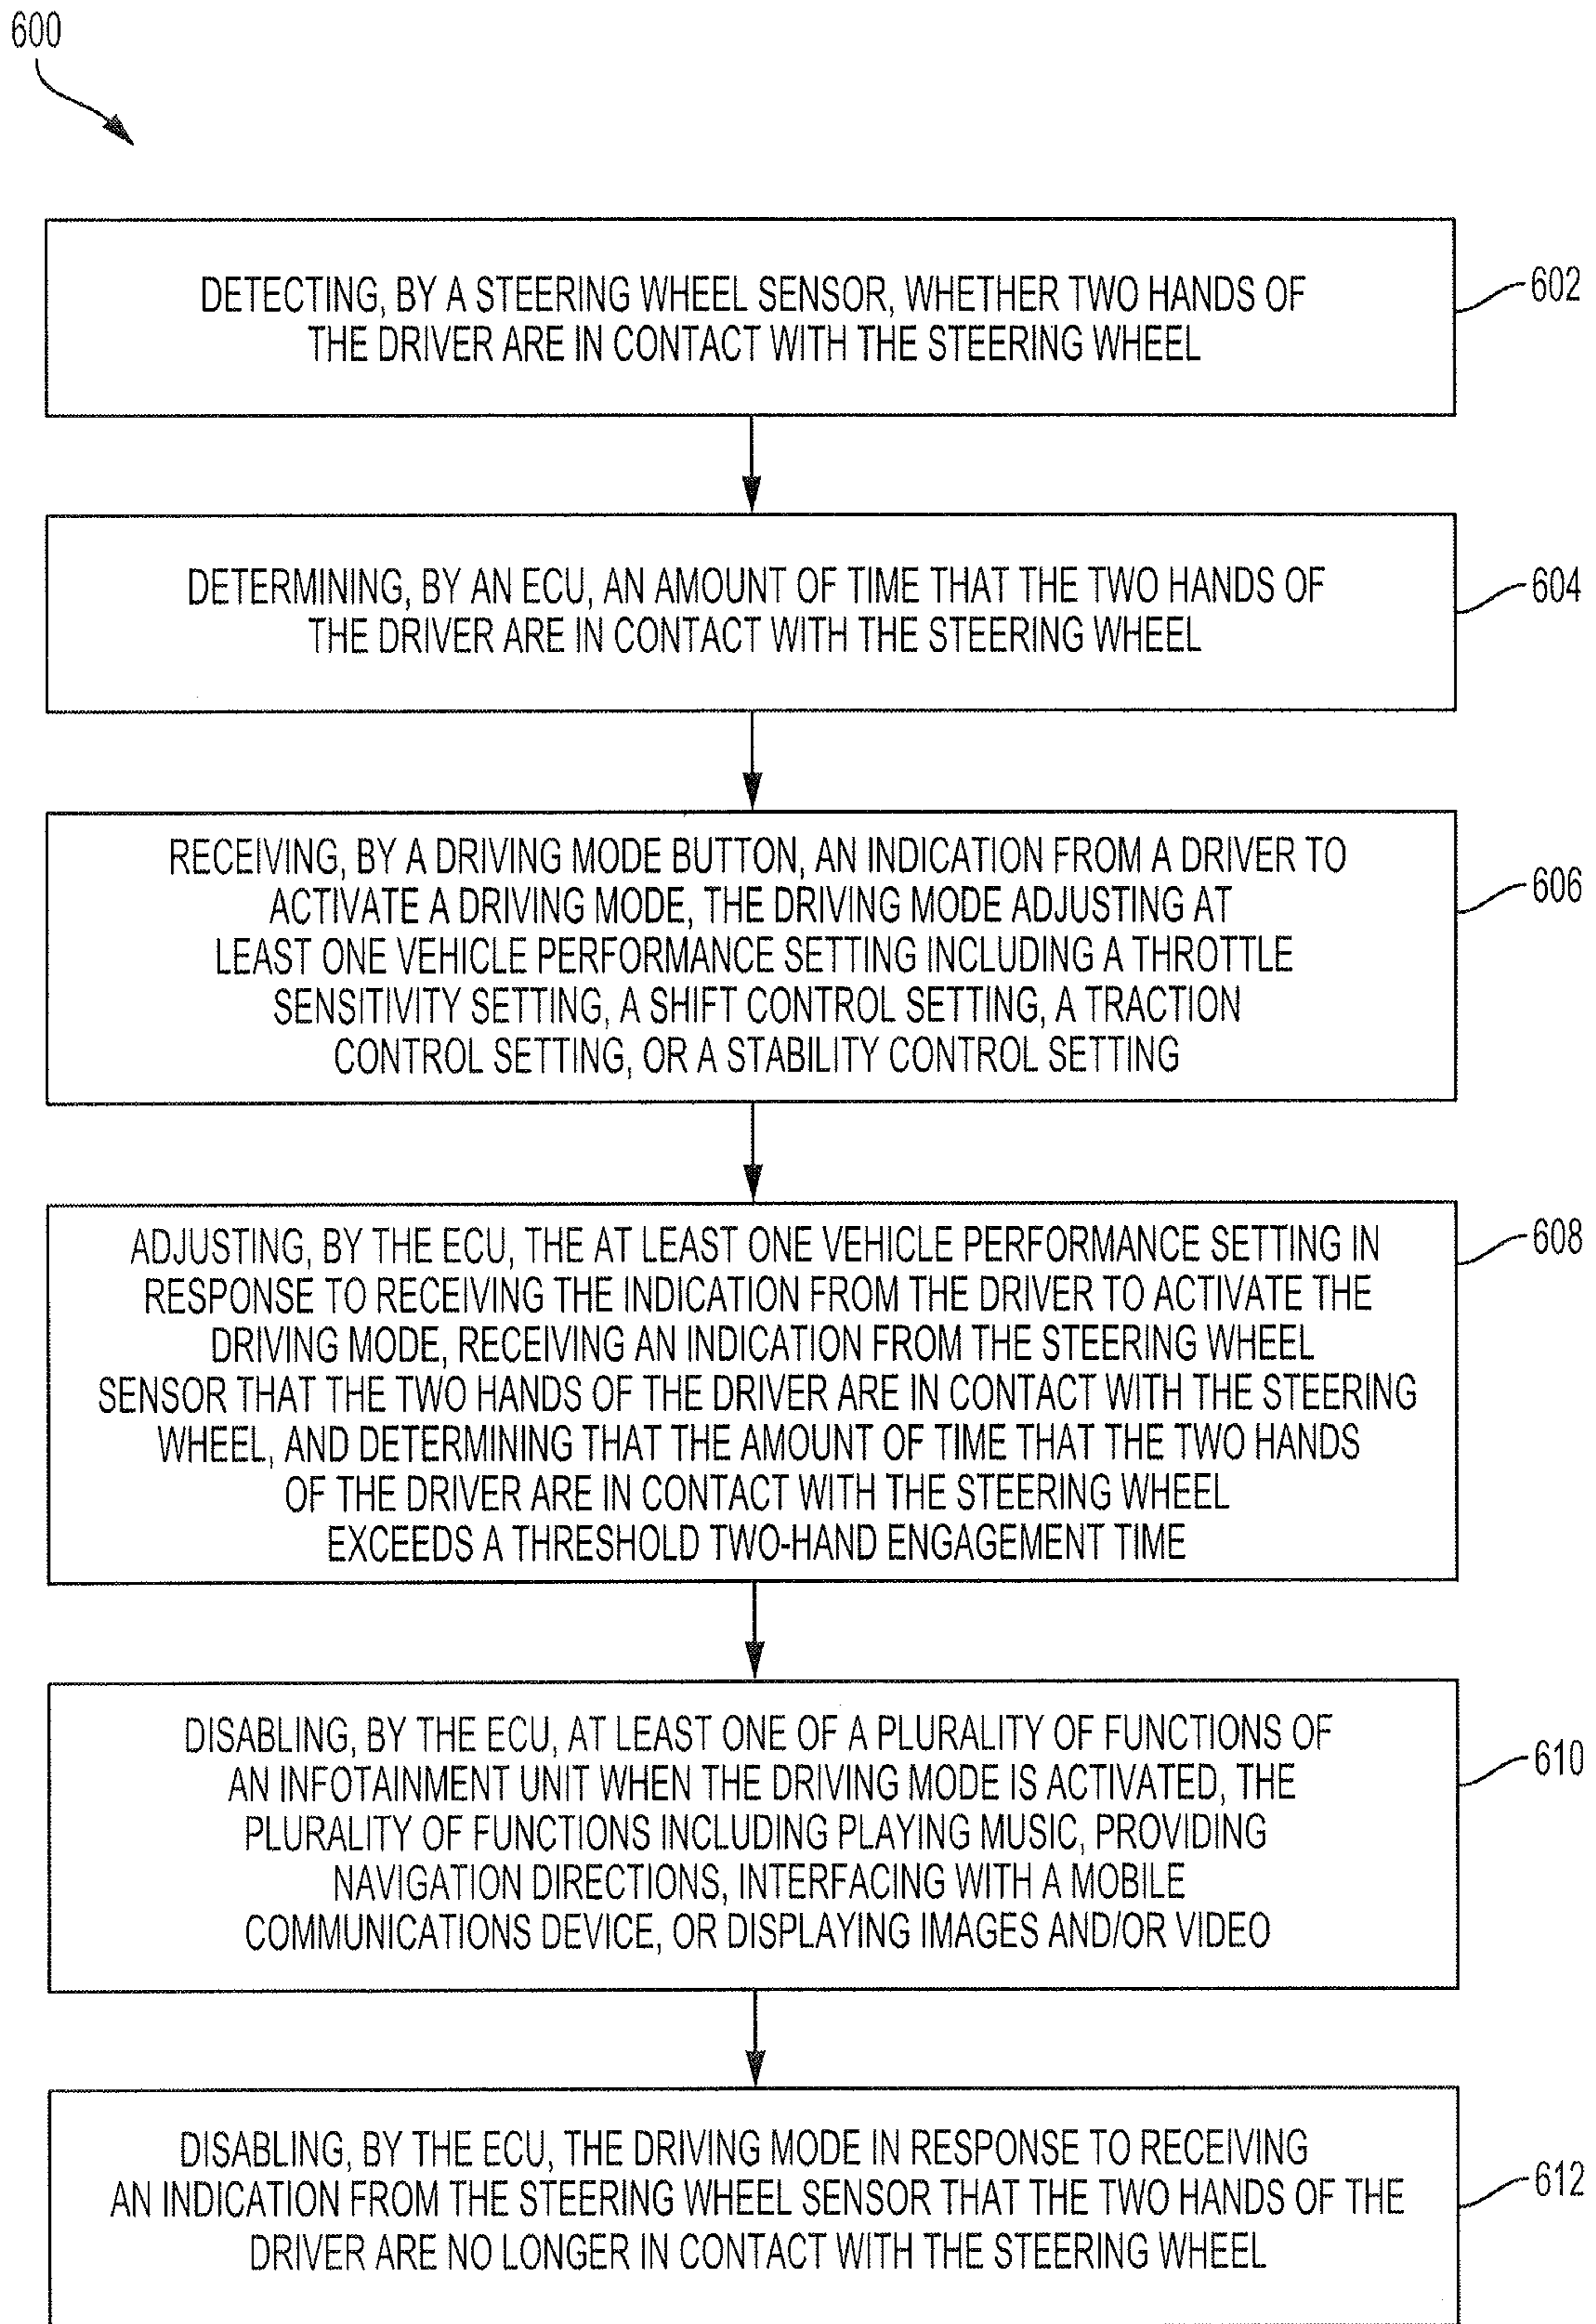 600
DETECTING, BY A STEERING WHEEL SENSOR, WHETHER TWO HANDS OF
THE DRIVER ARE IN CONTACT WITH THE STEERING WHEEL
602
DETERMINING, BY AN ECU, AN AMOUNT OF TIME THAT THE TWO HANDS OF
THE DRIVER ARE IN CONTACT WITH THE STEERING WHEEL
604
RECEIVING, BY A DRIVING MODE BUTTON, AN INDICATION FROM A DRIVER TO
ACTIVATE A DRIVING MODE, THE DRIVING MODE ADJUSTING AT
LEAST ONE VEHICLE PERFORMANCE SETTING INCLUDING A THROTTLE
SENSITIVITY SETTING, A SHIFT CONTROL SETTING, A TRACTION
CONTROL SETTING, OR A STABILITY CONTROL SETTING
606
ADJUSTING, BY THE ECU, THE AT LEAST ONE VEHICLE PERFORMANCE SETTING IN
RESPONSE TO RECEIVING THE INDICATION FROM THE DRIVER TO ACTIVATE THE
DRIVING MODE, RECEIVING AN INDICATION FROM THE STEERING WHEEL
SENSOR THAT THE TWO HANDS OF THE DRIVER ARE IN CONTACT WITH THE STEERING
WHEEL, AND DETERMINING THAT THE AMOUNT OF TIME THAT THE TWO HANDS
OF THE DRIVER ARE IN CONTACT WITH THE STEERING WHEEL
EXCEEDS A THRESHOLD TWO-HAND ENGAGEMENT TIME
608
DISABLING, BY THE ECU, AT LEAST ONE OF A PLURALITY OF FUNCTIONS OF
AN INFOTAINMENT UNIT WHEN THE DRIVING MODE IS ACTIVATED, THE
PLURALITY OF FUNCTIONS INCLUDING PLAYING MUSIC, PROVIDING
NAVIGATION DIRECTIONS, INTERFACING WITH A MOBILE
COMMUNICATIONS DEVICE, OR DISPLAYING IMAGES AND/OR VIDEO
610
DISABLING, BY THE ECU, THE DRIVING MODE IN RESPONSE TO RECEIVING
AN INDICATION FROM THE STEERING WHEEL SENSOR THAT THE TWO HANDS OF THE
DRIVER ARE NO LONGER IN CONTACT WITH THE STEERING WHEEL
612